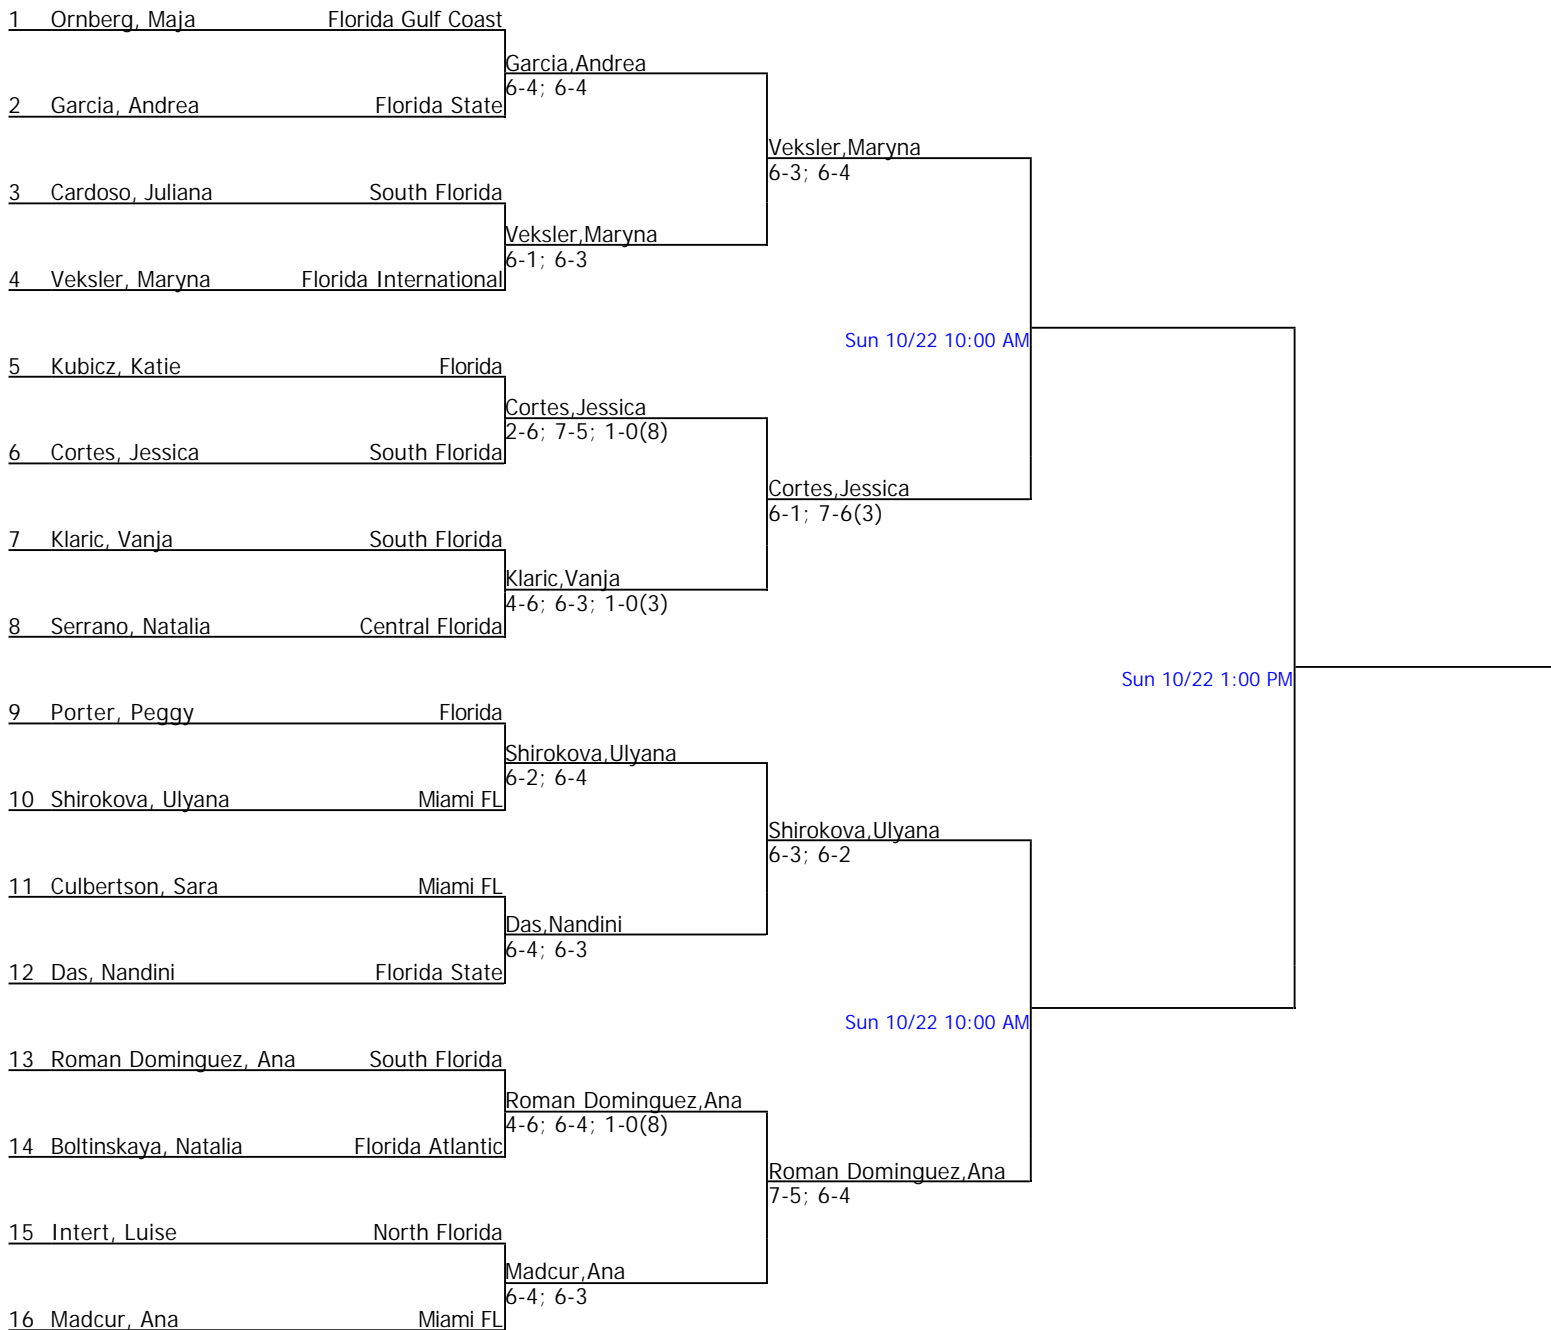 1 Ornberg, Maja Florida Gulf Coast
Garcia,Andrea
6-4; 6-4
2 Garcia, Andrea Florida State
Veksler,Maryna
6-3; 6-4
3 Cardoso, Juliana South Florida
Veksler,Maryna
6-1; 6-3
4 Veksler, Maryna Florida International
Sun 10/22 10:00 AM
5 Kubicz, Katie Florida
Cortes,Jessica
2-6; 7-5; 1-0(8)
6 Cortes, Jessica South Florida
Cortes,Jessica
6-1; 7-6(3)
7 Klaric, Vanja South Florida
Klaric,Vanja
4-6; 6-3; 1-0(3)
8 Serrano, Natalia Central Florida
Sun 10/22 1:00 PM
9 Porter, Peggy Florida
Shirokova,Ulyana
6-2; 6-4
10 Shirokova, Ulyana Miami FL
Shirokova,Ulyana
6-3; 6-2
11 Culbertson, Sara Miami FL
Das,Nandini
6-4; 6-3
12 Das, Nandini Florida State
Sun 10/22 10:00 AM
13 Roman Dominguez, Ana South Florida
Roman Dominguez,Ana
4-6; 6-4; 1-0(8)
14 Boltinskaya, Natalia Florida Atlantic
Roman Dominguez,Ana
7-5; 6-4
15 Intert, Luise North Florida
Madcur,Ana
6-4; 6-3
16 Madcur, Ana Miami FL